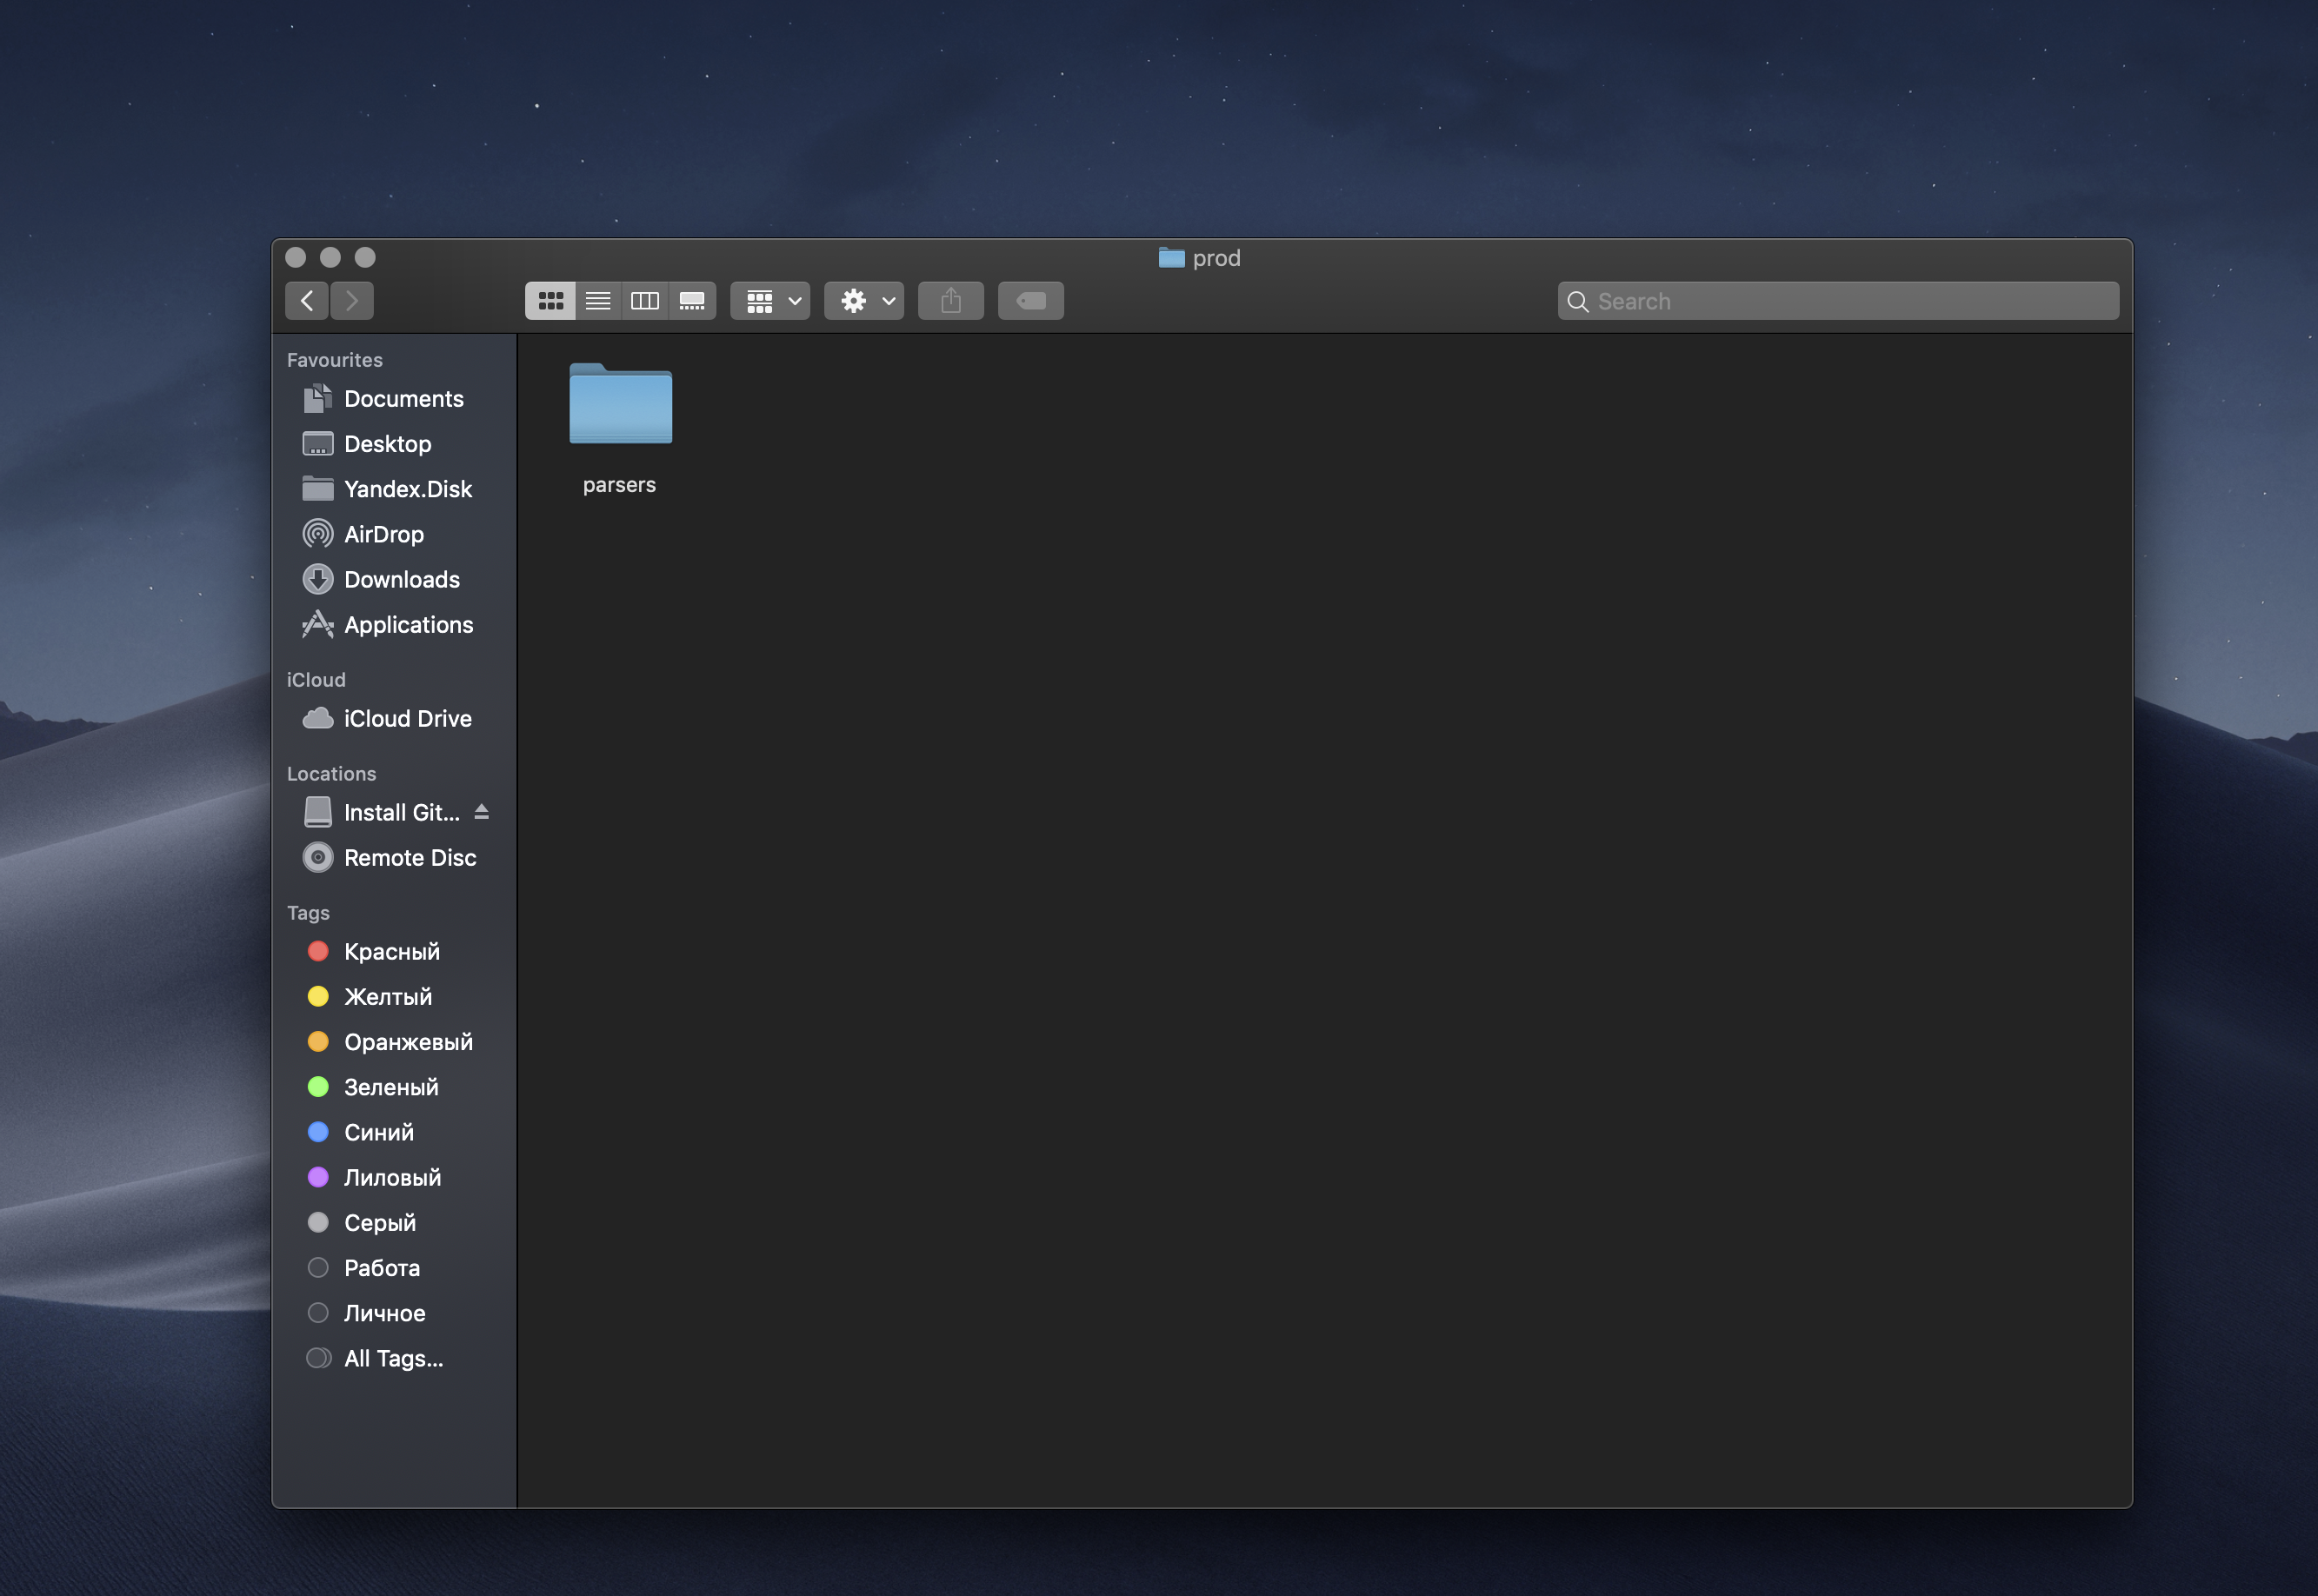 prod
Search
Favourites
Documents
Desktop
Yandex.Disk
AirDrop
Downloads
Applications
iCloud
iCloud Drive
Locations
Install Git...
Remote Disc
Tags
Красный
Желтый
Оранжевый
Зеленый
Синий
Лиловый
Серый
Работа
Личное
All Tags...
parsers